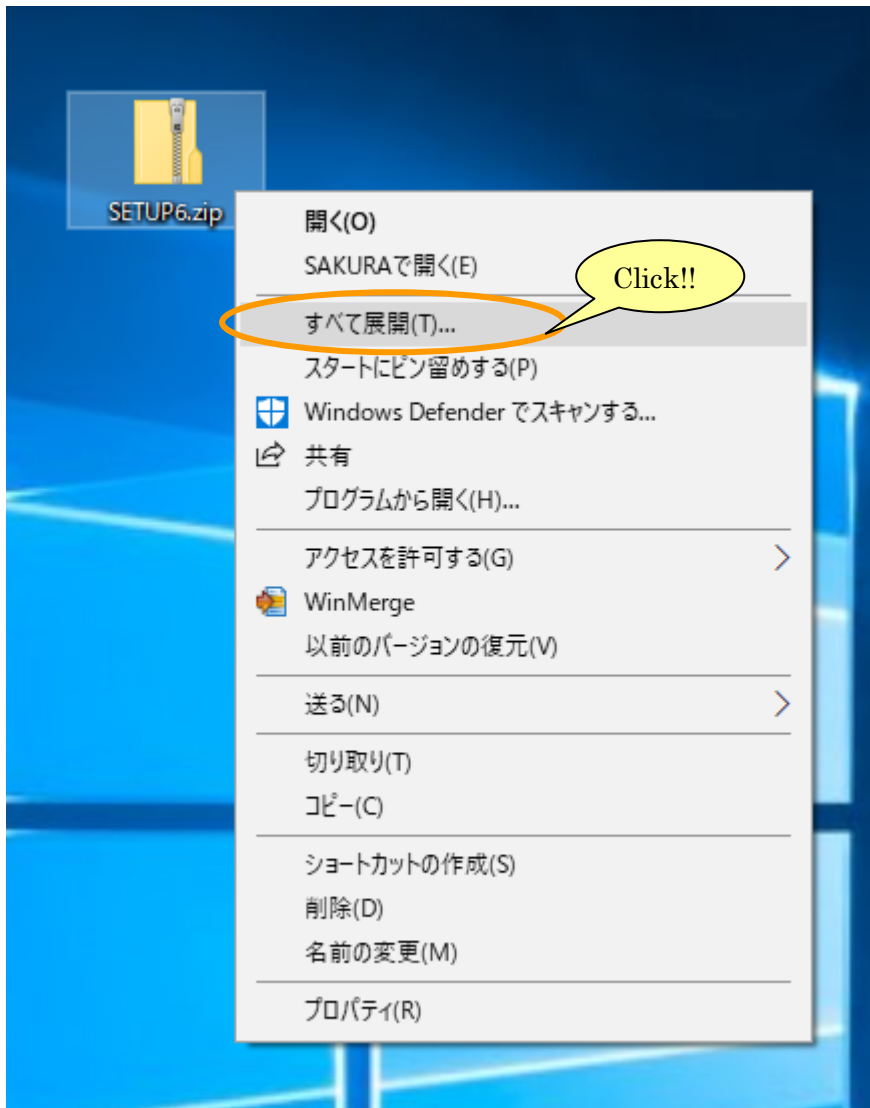 SETUP6.zip
開く(O)
SAKURAで開く(E)
Click!!
すべて展開(T)...
スタートにピン留めする(P)
Windows Defender でスキャンする...
共有
プログラムから開く(H)...
アクセスを許可する(G)
WinMerge
以前のバージョンの復元(V)
送る(N)
切り取り(T)
コピー(C)
ショートカットの作成(S)
削除(D)
名前の変更(M)
プロパティ(R)